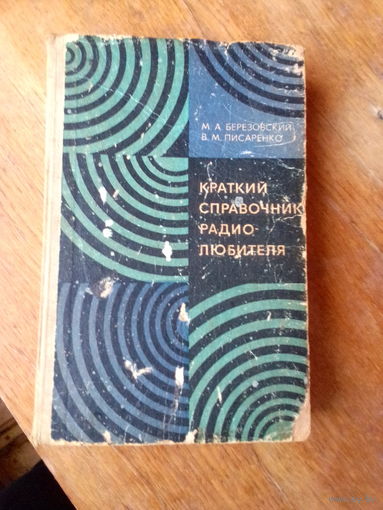 М. А. БЕРЕЗОВСКИЙ
В. М. ПИСАРЕНКО
КРАТКИЙ
СПРАВОЧНИК
РАДИО-
ЛЮБИТЕЛЯ